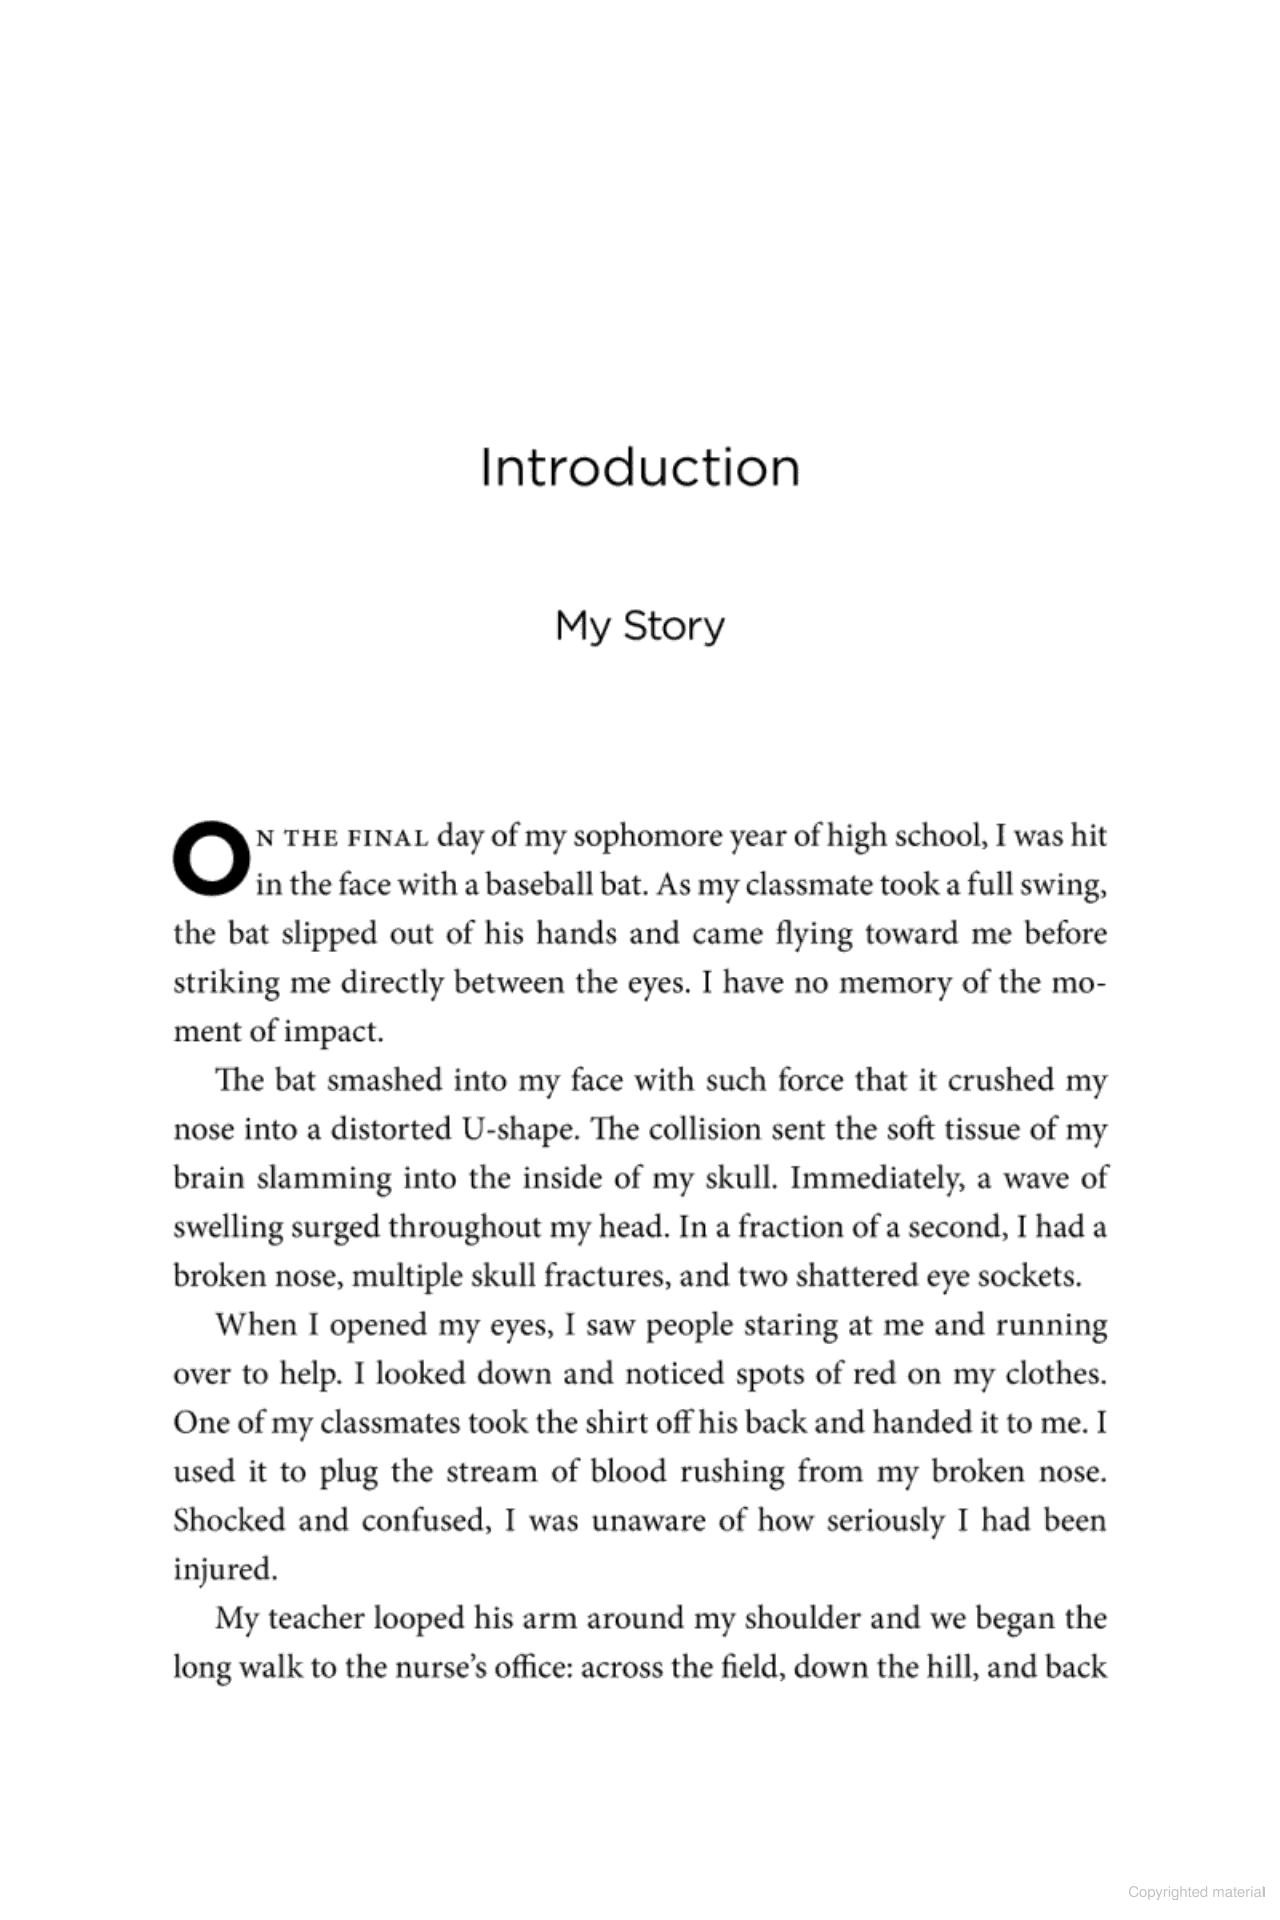 Introduction
My Story
ON THE FINAL day of my sophomore year of high school, I was hit
in the face with a baseball bat. As my classmate took a full swing,
the bat slipped out of his hands and came flying toward me before
striking me directly between the eyes. I have no memory of the mo-
ment of impact.
The bat smashed into my face with such force that it crushed my
nose into a distorted U-shape. The collision sent the soft tissue of my
brain slamming into the inside of my skull. Immediately, a wave of
swelling surged throughout my head. In a fraction of a second, I had a
broken nose, multiple skull fractures, and two shattered eye sockets.
When I opened my eyes, I saw people staring at me and running
over to help. I looked down and noticed spots of red on my clothes.
One of my classmates took the shirt off his back and handed it to me. I
used it to plug the stream of blood rushing from my broken nose.
Shocked and confused, I was unaware of how seriously I had been
injured.
My teacher looped his arm around my shoulder and we began the
long walk to the nurse’s office: across the field, down the hill, and back
Copyrighted material